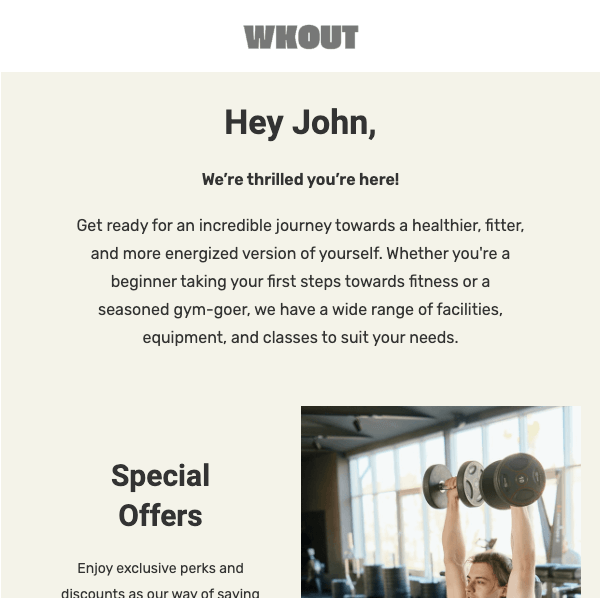 WKOUT
Hey John,
We’re thrilled you’re here!
Get ready for an incredible journey towards a healthier, fitter,
and more energized version of yourself. Whether you're a
beginner taking your first steps towards fitness or a
seasoned gym-goer, we have a wide range of facilities,
equipment, and classes to suit your needs.
Special
Offers
Enjoy exclusive perks and
discounts as our way of saying